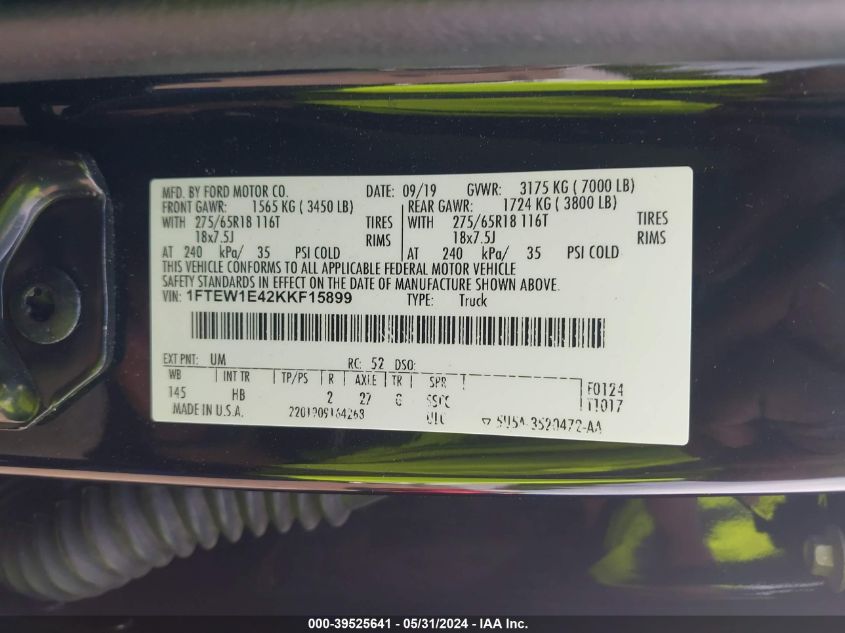 MFD. BY FORD MOTOR CO. DATE: 09/19 GVWR: 3175 KG ( 7000 LB)
FRONT GAWR: 1565 KG ( 3450 LB) REAR GAWR: 1724 KG ( 3800 LB)
WITH 275/65R18 116T TIRES WITH 275/65R18 116T TIRES
18x7.5J RIMS 18x7.5J RIMS
AT 240 kPa/ 35 PSI COLD AT 240 kPa/ 35 PSI COLD
THIS VEHICLE CONFORMS TO ALL APPLICABLE FEDERAL MOTOR VEHICLE
SAFETY STANDARDS IN EFFECT ON THE DATE OF MANUFACTURE SHOWN ABOVE.
VIN: 1FTEW1E42KKF15899 TYPE: Truck
EXT PNT: UM RC: 52 DSO:
WB INT TR TP/PS R AXLE TR SPR
145 HB 2 27 F0124
T1017
MADE IN U.S.A. 2201909164268
000-39525641 - 05/31/2024 - IAA Inc.